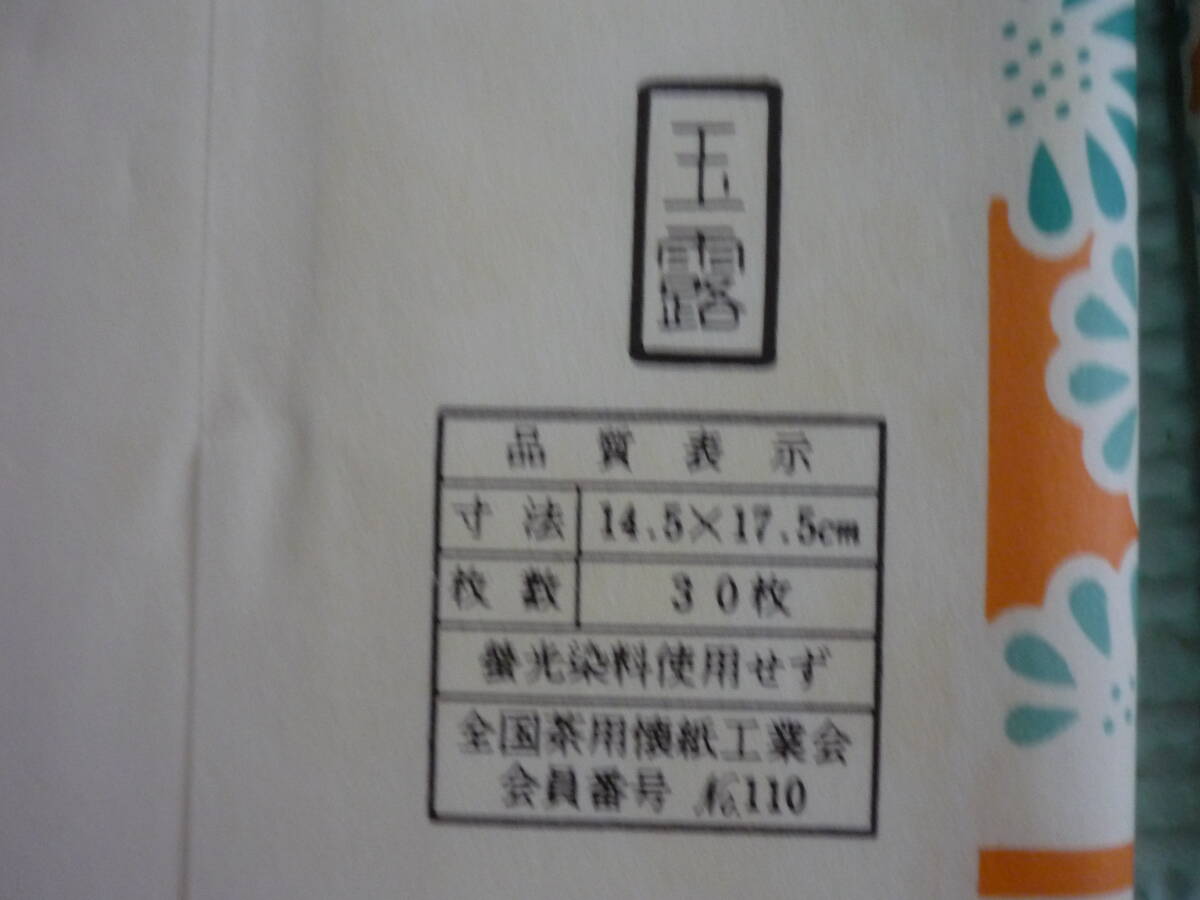 玉露
品質表示
寸法 14.5×17.5cm
枚数 30枚
螢光染料使用せず
全国茶用懐紙工業会
会員番号 №110